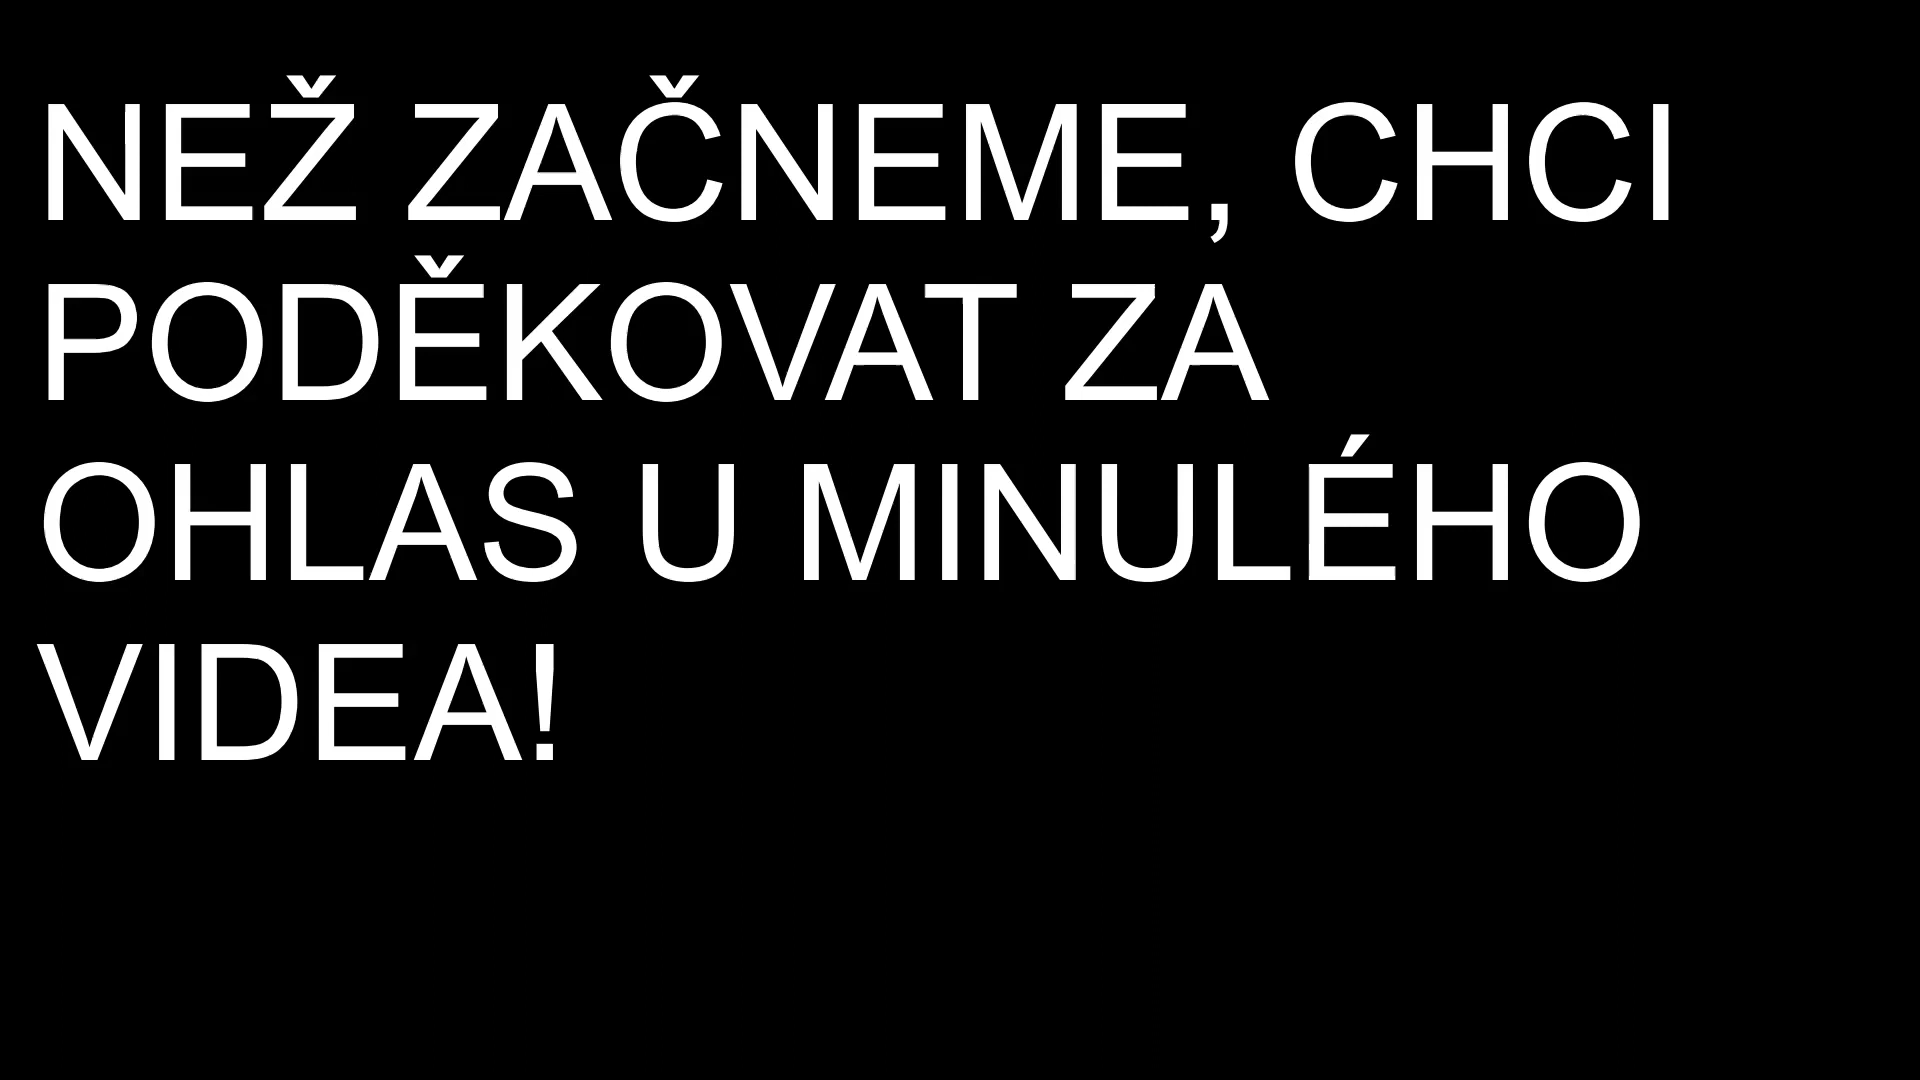 NEŽ ZAČNEME, CHCI
PODĚKOVAT ZA
OHLAS U MINULÉHO
VIDEA!